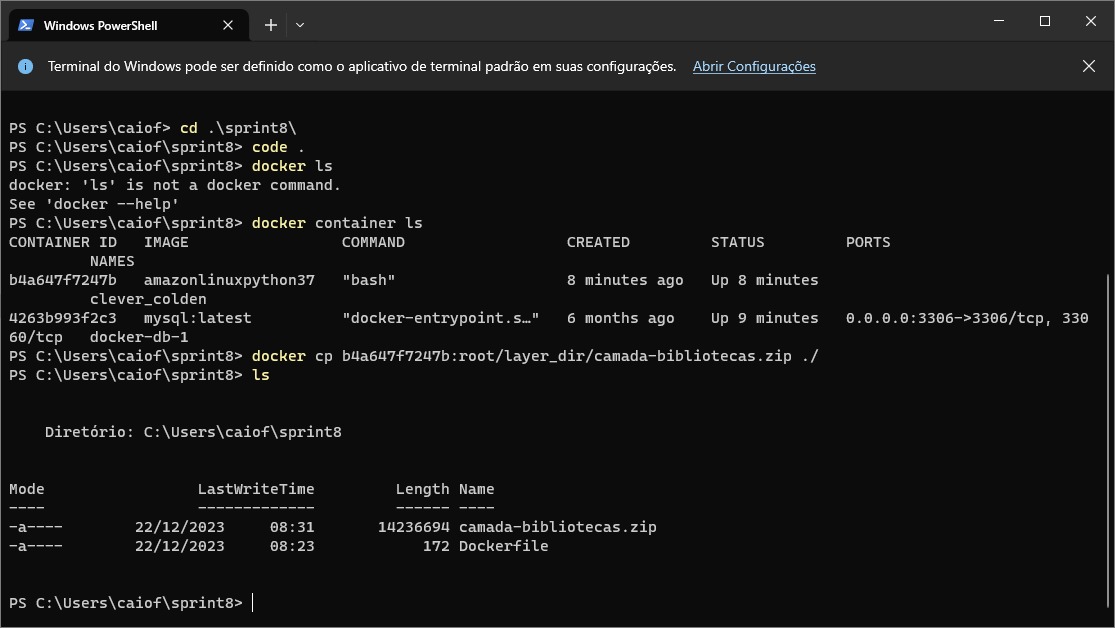 Windows PowerShell
Terminal do Windows pode ser definido como o aplicativo de terminal padrão em suas configurações. Abrir Configurações
PS C:\Users\caiof> cd .\sprint8\
PS C:\Users\caiof\sprint8> code .
PS C:\Users\caiof\sprint8> docker ls
docker: 'ls' is not a docker command.
See 'docker --help'
PS C:\Users\caiof\sprint8> docker container ls
CONTAINER ID   IMAGE                 COMMAND                  CREATED         STATUS         PORTS
         NAMES
b4a647f7247b   amazonlinuxpython37   "bash"                   8 minutes ago   Up 8 minutes
         clever_colden
4263b993f2c3   mysql:latest          "docker-entrypoint.s…"   6 months ago    Up 9 minutes   0.0.0.0:3306->3306/tcp, 330
60/tcp   docker-db-1
PS C:\Users\caiof\sprint8> docker cp b4a647f7247b:root/layer_dir/camada-bibliotecas.zip ./
PS C:\Users\caiof\sprint8> ls
    Diretório: C:\Users\caiof\sprint8
Mode                 LastWriteTime         Length Name
----                 -------------         ------ ----
-a----        22/12/2023     08:31       14236694 camada-bibliotecas.zip
-a----        22/12/2023     08:23            172 Dockerfile
PS C:\Users\caiof\sprint8>